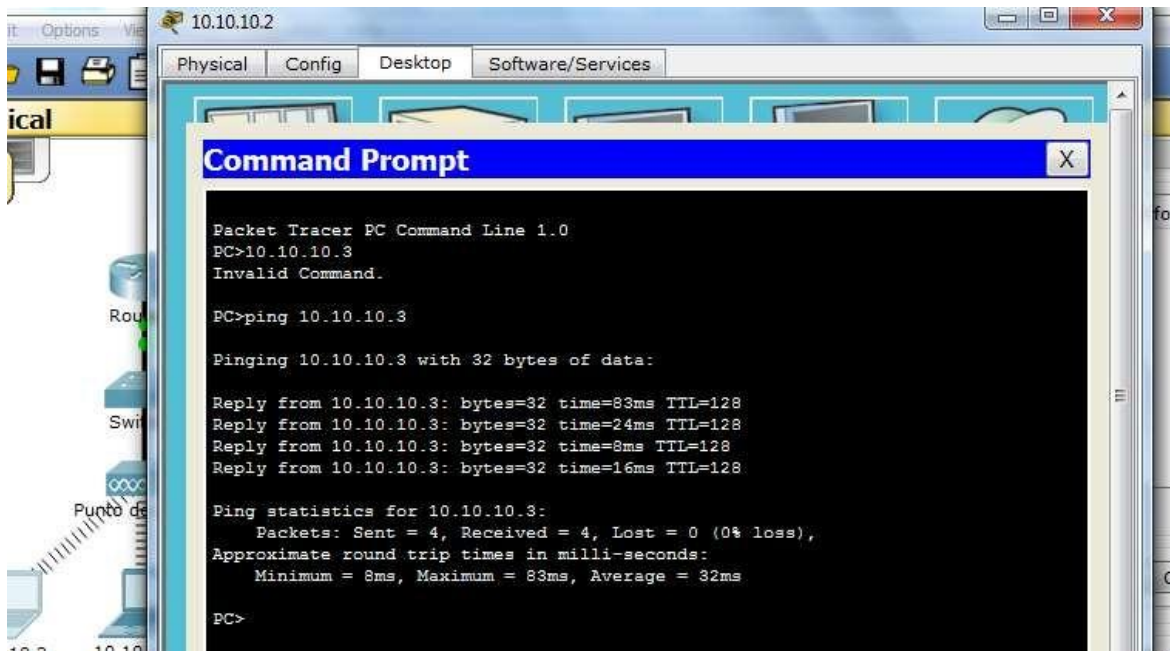 10.10.10.2
Options
Physical Config Desktop Software/Services
ical
Command Prompt
X
Packet Tracer PC Command Line 1.0
PC>10.10.10.3
Invalid Command.
PC>ping 10.10.10.3
Pinging 10.10.10.3 with 32 bytes of data:
Reply from 10.10.10.3: bytes=32 time=83ms TTL=128
Reply from 10.10.10.3: bytes=32 time=24ms TTL=128
Reply from 10.10.10.3: bytes=32 time=8ms TTL=128
Reply from 10.10.10.3: bytes=32 time=16ms TTL=128
Ping statistics for 10.10.10.3:
Packets: Sent = 4, Received = 4, Lost = 0 (0% loss),
Approximate round trip times in milli-seconds:
Minimum = 8ms, Maximum = 83ms, Average = 32ms
PC>
Rou
Swit
Punto de